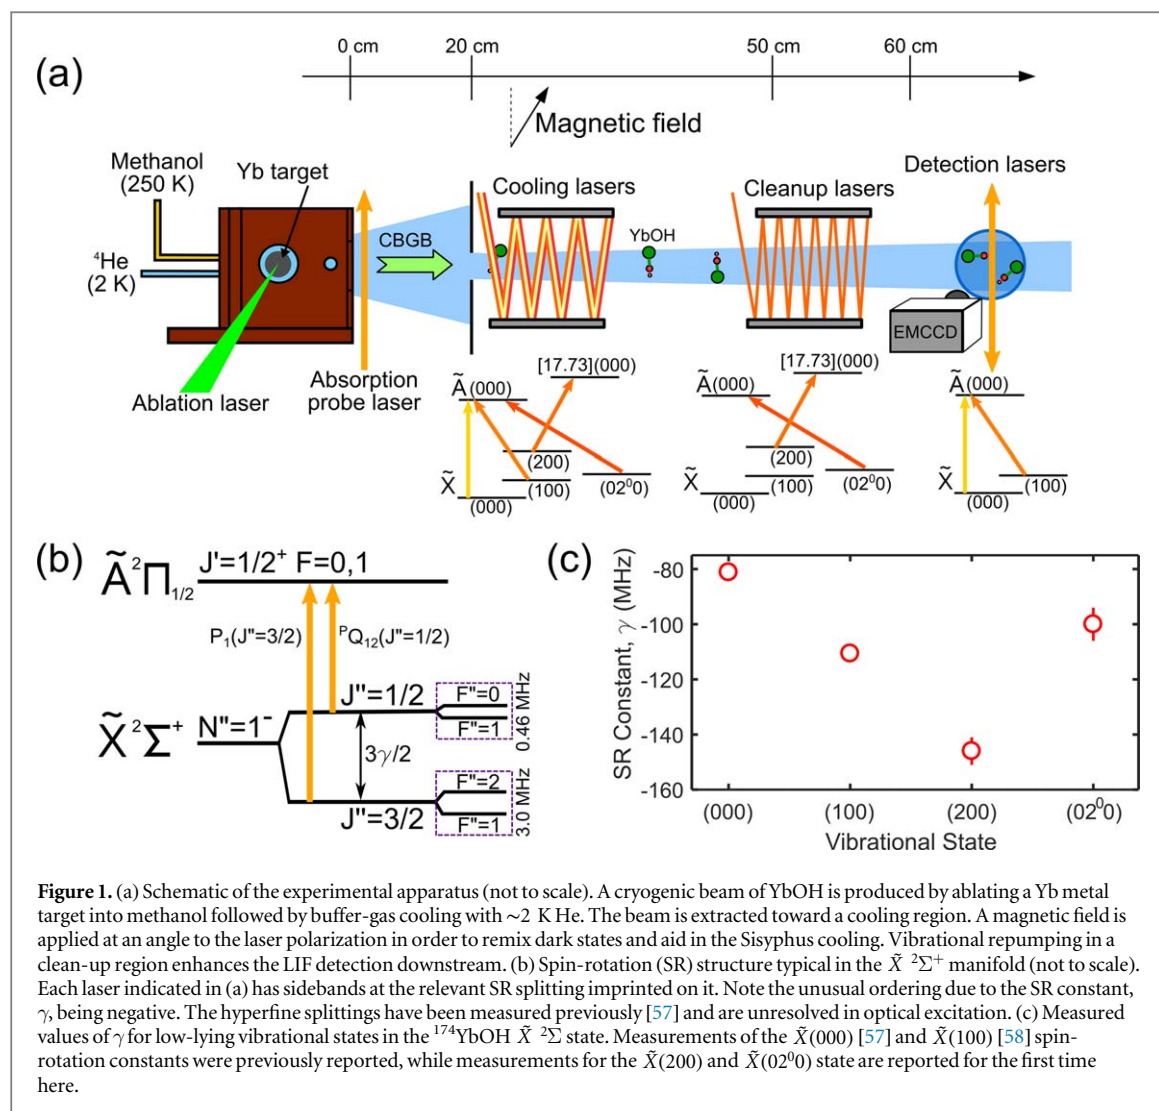 (a)
0 cm
20 cm
50 cm
60 cm
Magnetic field
Methanol
(250 K)
Yb target
⁴He
(2 K)
CBGB
Cooling lasers
YbOH
Cleanup lasers
Detection lasers
EMCCD
Ablation laser
Absorption
probe laser
Ã(000)
[17.73](000)
(200)
(100)
(02⁰0)
X̃
(000)
Ã(000)
[17.73](000)
(200)
(100)
(02⁰0)
X̃
(000)
Ã(000)
X̃
(100)
(000)
(b)
òΠ₁/₂
J'=1/2⁺ F=0,1
P₁(J"=3/2)
ᴾQ₁₂(J"=1/2)
X̃²Σ⁺
N"=1⁻
J"=1/2
3γ/2
J"=3/2
F"=0
F"=1
0.46 MHz
F"=2
F"=1
3.0 MHz
(c)
SR Constant, γ (MHz)
-80
-100
-120
-140
-160
(000)
(100)
(200)
(02⁰0)
Vibrational State
Figure 1. (a) Schematic of the experimental apparatus (not to scale). A cryogenic beam of YbOH is produced by ablating a Yb metal
target into methanol followed by buffer-gas cooling with ~2 K He. The beam is extracted toward a cooling region. A magnetic field is
applied at an angle to the laser polarization in order to remix dark states and aid in the Sisyphus cooling. Vibrational repumping in a
clean-up region enhances the LIF detection downstream. (b) Spin-rotation (SR) structure typical in the X̃ ²Σ⁺ manifold (not to scale).
Each laser indicated in (a) has sidebands at the relevant SR splitting imprinted on it. Note the unusual ordering due to the SR constant,
γ, being negative. The hyperfine splittings have been measured previously [57] and are unresolved in optical excitation. (c) Measured
values of γ for low-lying vibrational states in the ¹⁷⁴YbOH X̃ ²Σ state. Measurements of the X̃(000) [57] and X̃(100) [58] spin-
rotation constants were previously reported, while measurements for the X̃(200) and X̃(02⁰0) state are reported for the first time
here.